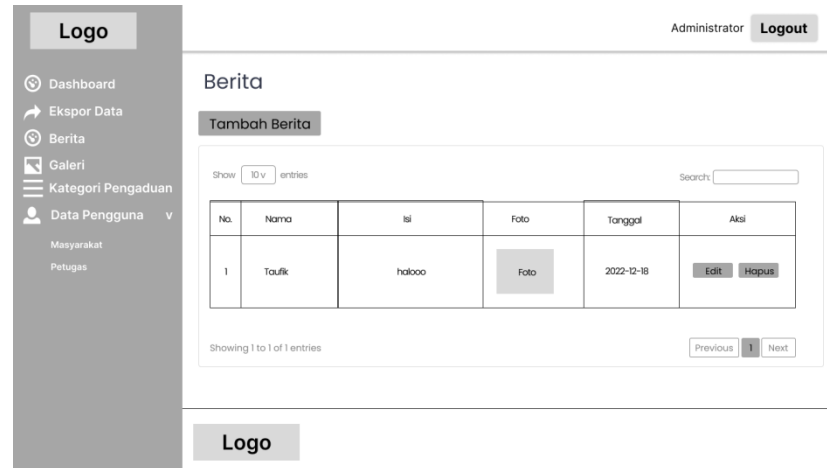 Logo
Administrator Logout
Dashboard
Ekspor Data
Berita
Galeri
Kategori Pengaduan
Data Pengguna v
Masyarakat
Petugas
Berita
Tambah Berita
Show 10 v entries
Search:
No. Nama Isi Foto Tanggal Aksi
1 Taufik halooo Foto 2022-12-18 Edit Hapus
Showing 1 to 1 of 1 entries
Previous 1 Next
Logo